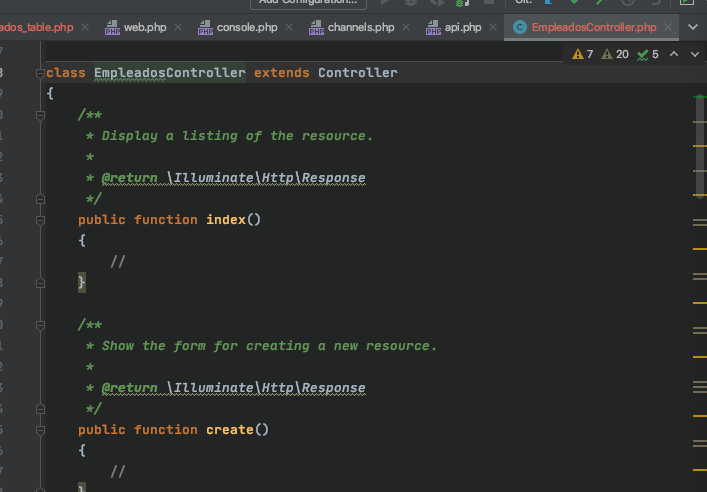 Add Configuration...
Git:
ados_table.php
web.php
console.php
channels.php
api.php
EmpleadosController.php
7 20 5
class EmpleadosController extends Controller
{
/**
* Display a listing of the resource.
*
* @return \Illuminate\Http\Response
*/
public function index()
{
//
}
/**
* Show the form for creating a new resource.
*
* @return \Illuminate\Http\Response
*/
public function create()
{
//
}